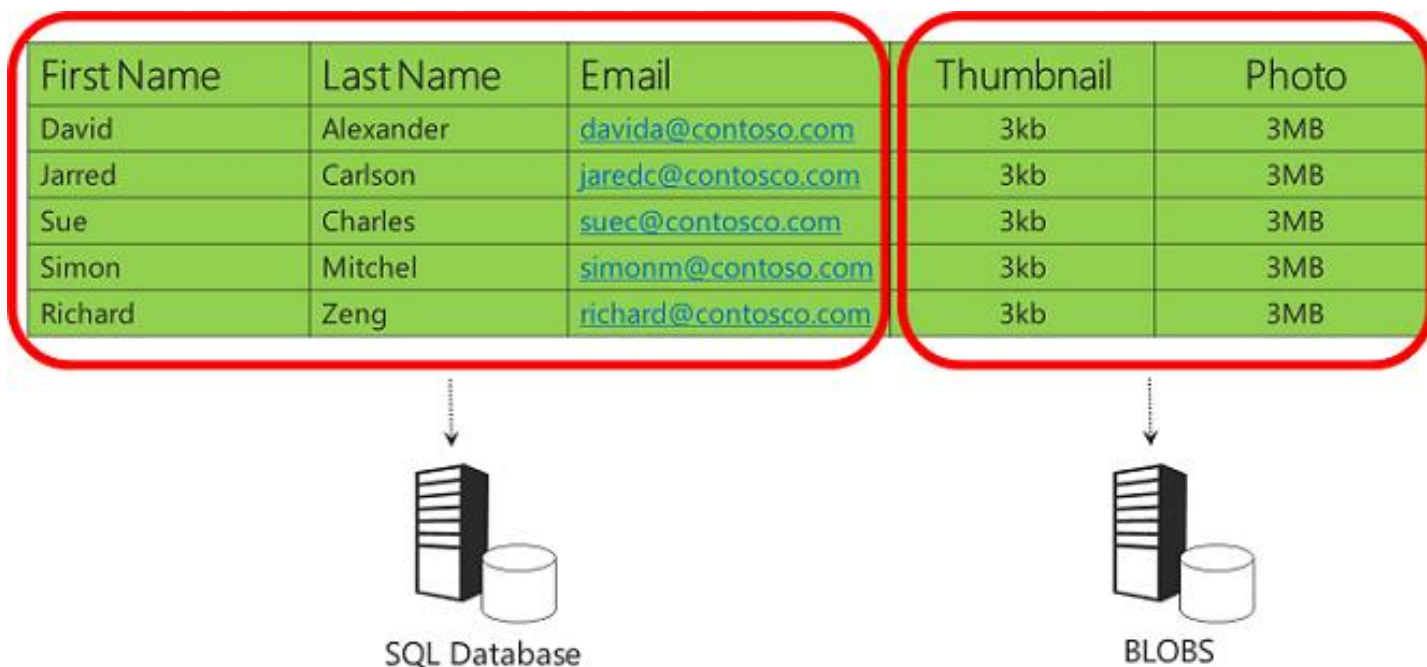 First Name Last Name Email Thumbnail Photo
David Alexander davida@contoso.com 3kb 3MB
Jarred Carlson jaredc@contosco.com 3kb 3MB
Sue Charles suec@contosco.com 3kb 3MB
Simon Mitchel simonm@contoso.com 3kb 3MB
Richard Zeng richard@contosco.com 3kb 3MB
SQL Database BLOBS